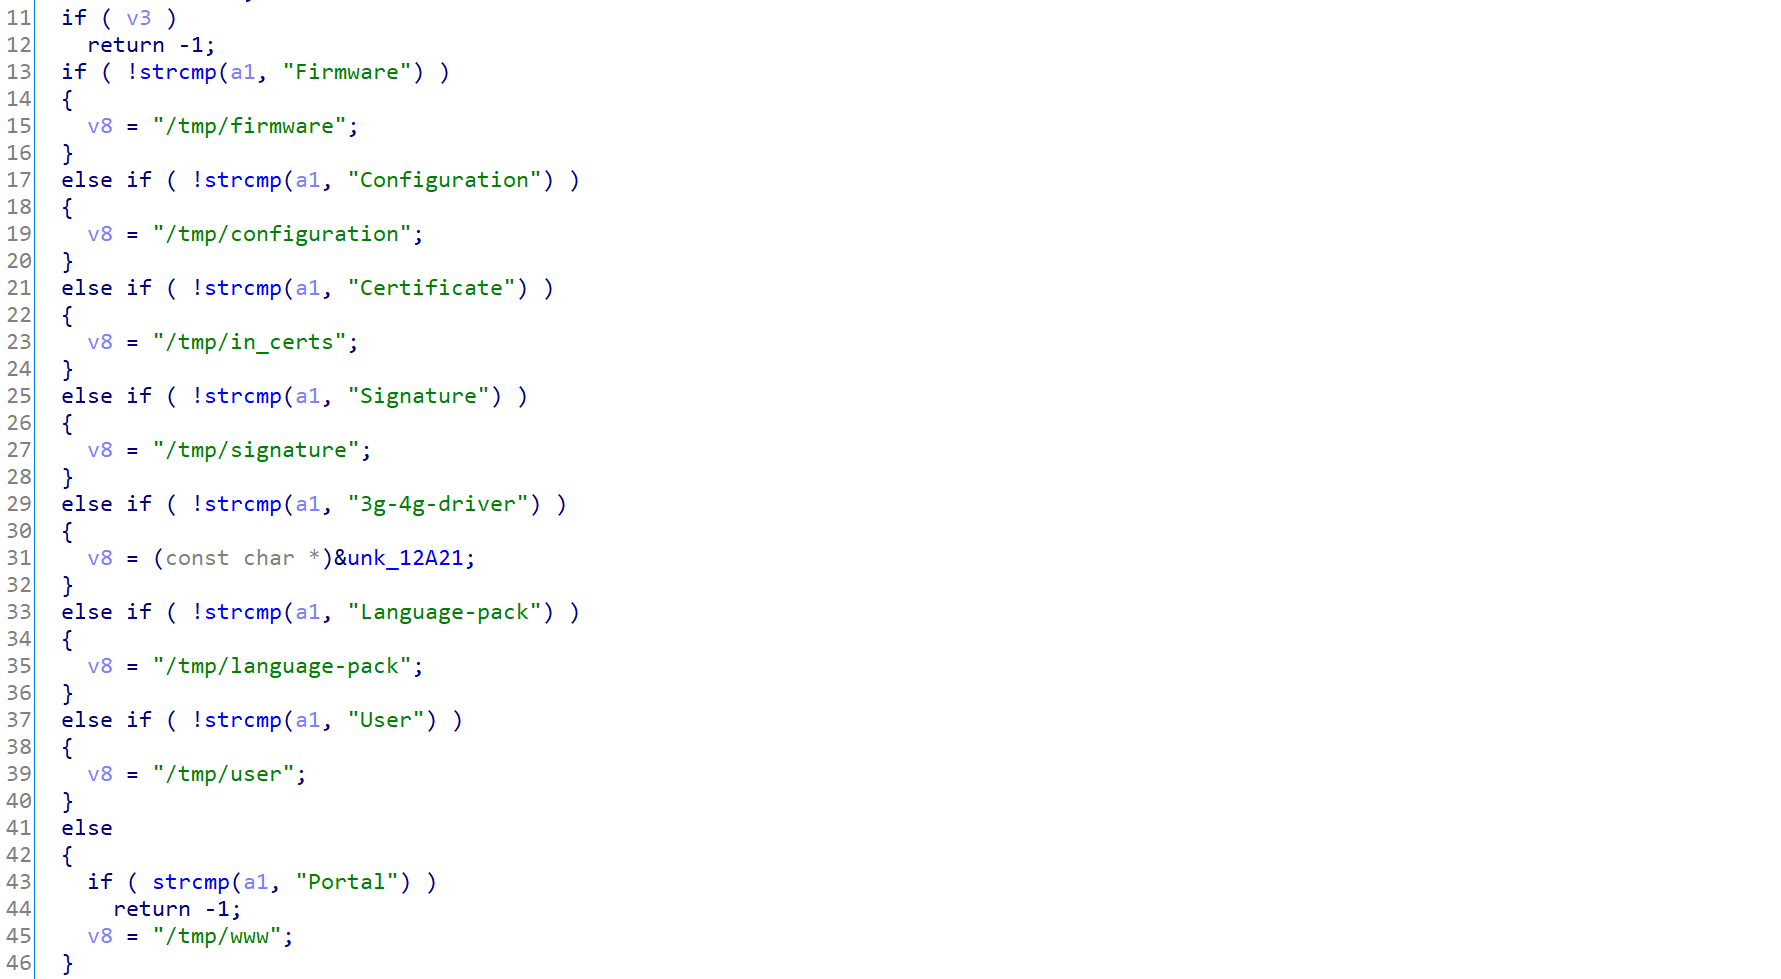 11 if ( v3 )
12 return -1;
13 if ( !strcmp(a1, "Firmware") )
14 {
15 v8 = "/tmp/firmware";
16 }
17 else if ( !strcmp(a1, "Configuration") )
18 {
19 v8 = "/tmp/configuration";
20 }
21 else if ( !strcmp(a1, "Certificate") )
22 {
23 v8 = "/tmp/in_certs";
24 }
25 else if ( !strcmp(a1, "Signature") )
26 {
27 v8 = "/tmp/signature";
28 }
29 else if ( !strcmp(a1, "3g-4g-driver") )
30 {
31 v8 = (const char *)&unk_12A21;
32 }
33 else if ( !strcmp(a1, "Language-pack") )
34 {
35 v8 = "/tmp/language-pack";
36 }
37 else if ( !strcmp(a1, "User") )
38 {
39 v8 = "/tmp/user";
40 }
41 else
42 {
43 if ( strcmp(a1, "Portal") )
44 return -1;
45 v8 = "/tmp/www";
46 }